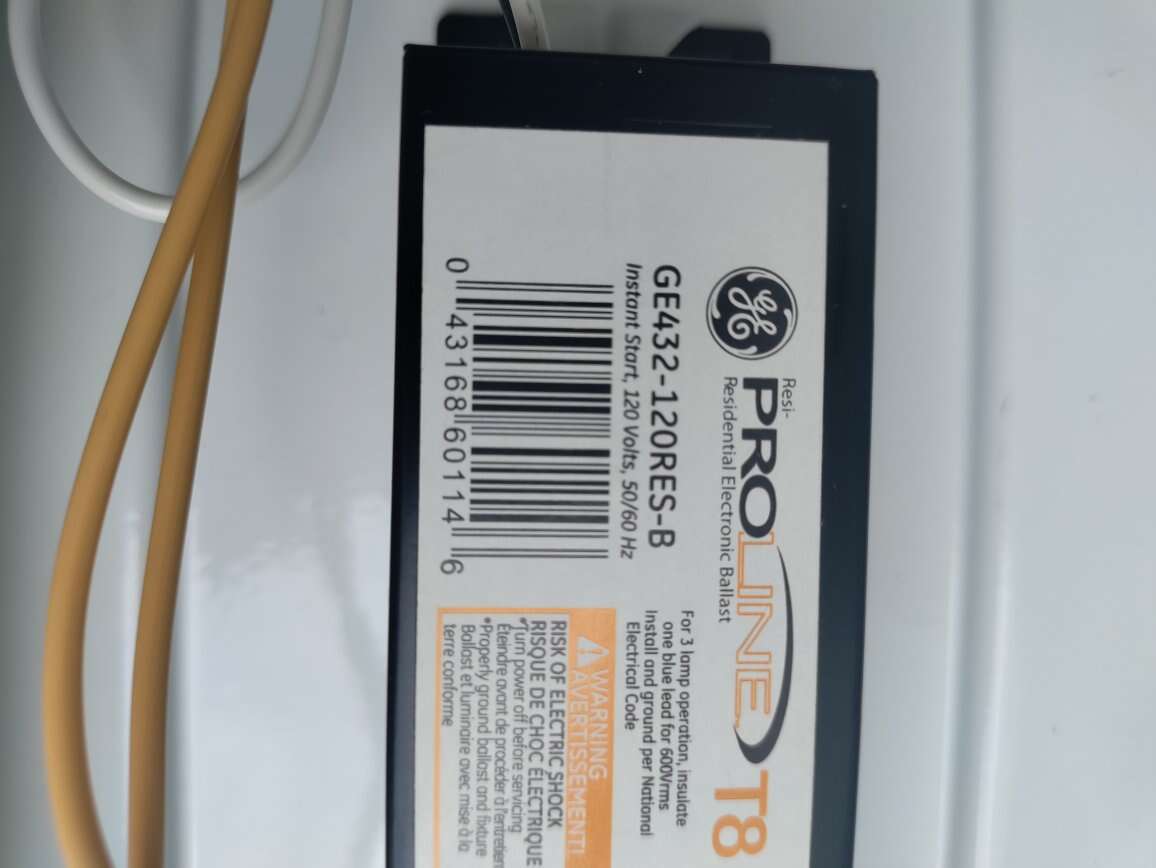 GE
Resi-
PROLINE T8
Residential Electronic Ballast
GE432-120RES-B
Instant Start, 120 Volts, 50/60 Hz
0 43168 60114 6
For 3 lamp operation, insulate
one blue lead for 600Vrms
Install and ground per National
Electrical Code
WARNING
AVERTISSEMENT!
RISK OF ELECTRIC SHOCK
RISQUE DE CHOC ÉLECTRIQUE
•Turn power off before servicing
Éteindre avant de procéder à l'entretien
•Properly ground ballast and fixture
Ballast et luminaire avec mise à la
terre conforme